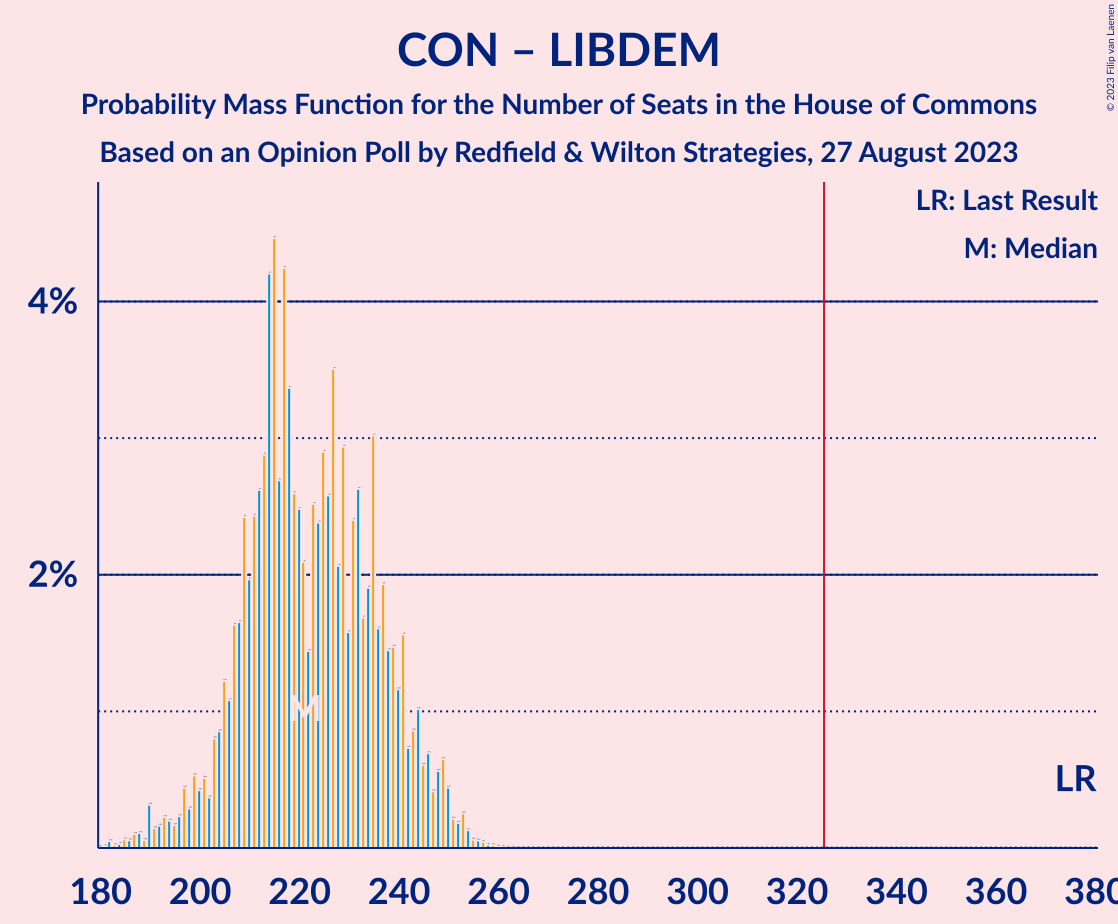 CON – LIBDEM
Probability Mass Function for the Number of Seats in the House of Commons
Based on an Opinion Poll by Redfield & Wilton Strategies, 27 August 2023
© 2023 Filip van Laenen
LR: Last Result
M: Median
4%
2%
M
LR
180 200 220 240 260 280 300 320 340 360 380